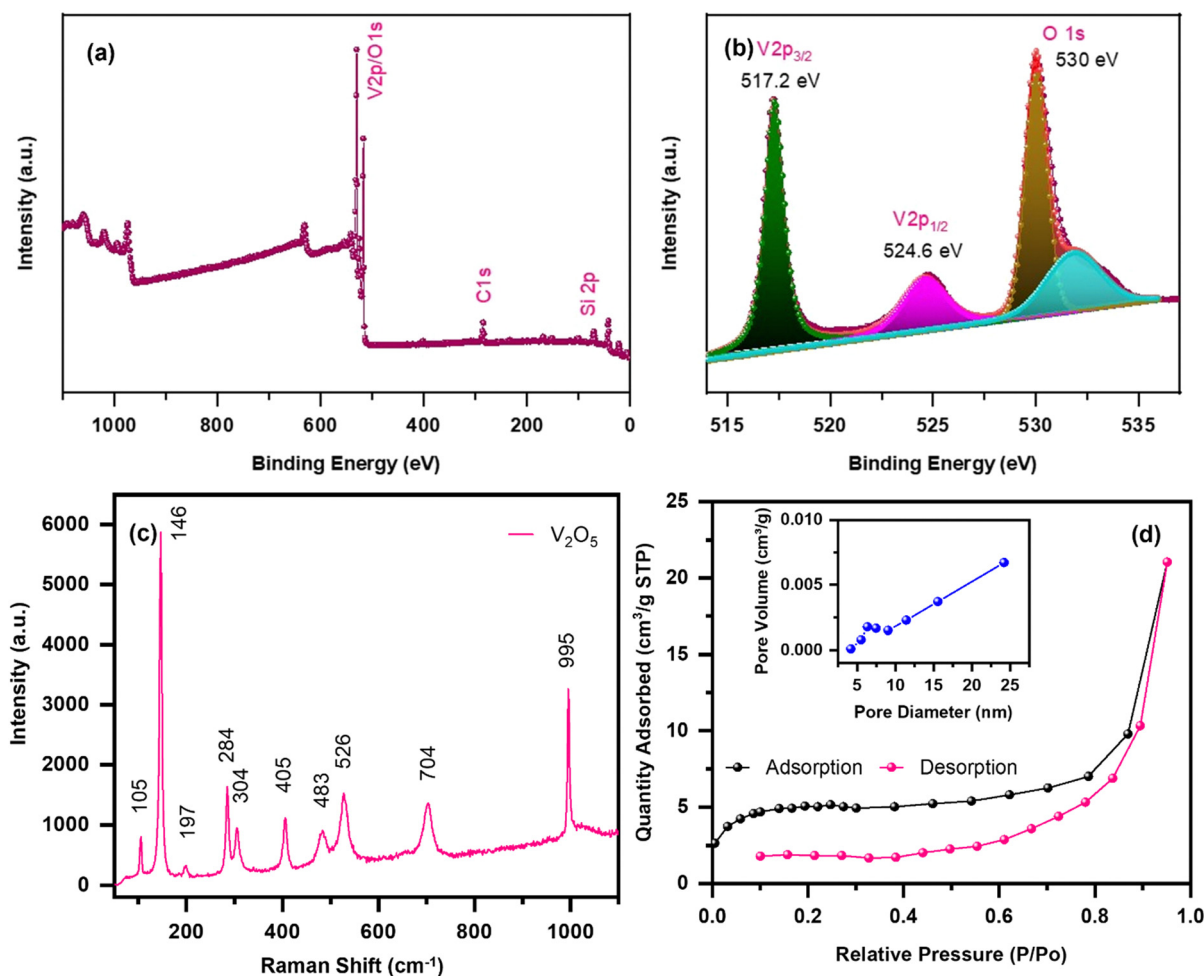 (a)
V2p/O1s
C1s
Si 2p
Intensity (a.u.)
1000
800
600
400
200
0
Binding Energy (eV)
(b)
V2p3/2
517.2 eV
V2p1/2
524.6 eV
O 1s
530 eV
Intensity (a.u.)
515
520
525
530
535
Binding Energy (eV)
(c)
V₂O₅
6000
5000
4000
3000
2000
1000
0
Intensity (a.u.)
105
146
197
284
304
405
483
526
704
995
200
400
600
800
1000
Raman Shift (cm⁻¹)
(d)
25
20
15
10
5
0
Quantity Adsorbed (cm³/g STP)
0.010
0.005
0.000
Pore Volume (cm³/g)
5
10
15
20
25
Pore Diameter (nm)
Adsorption
Desorption
0.0
0.2
0.4
0.6
0.8
1.0
Relative Pressure (P/Po)